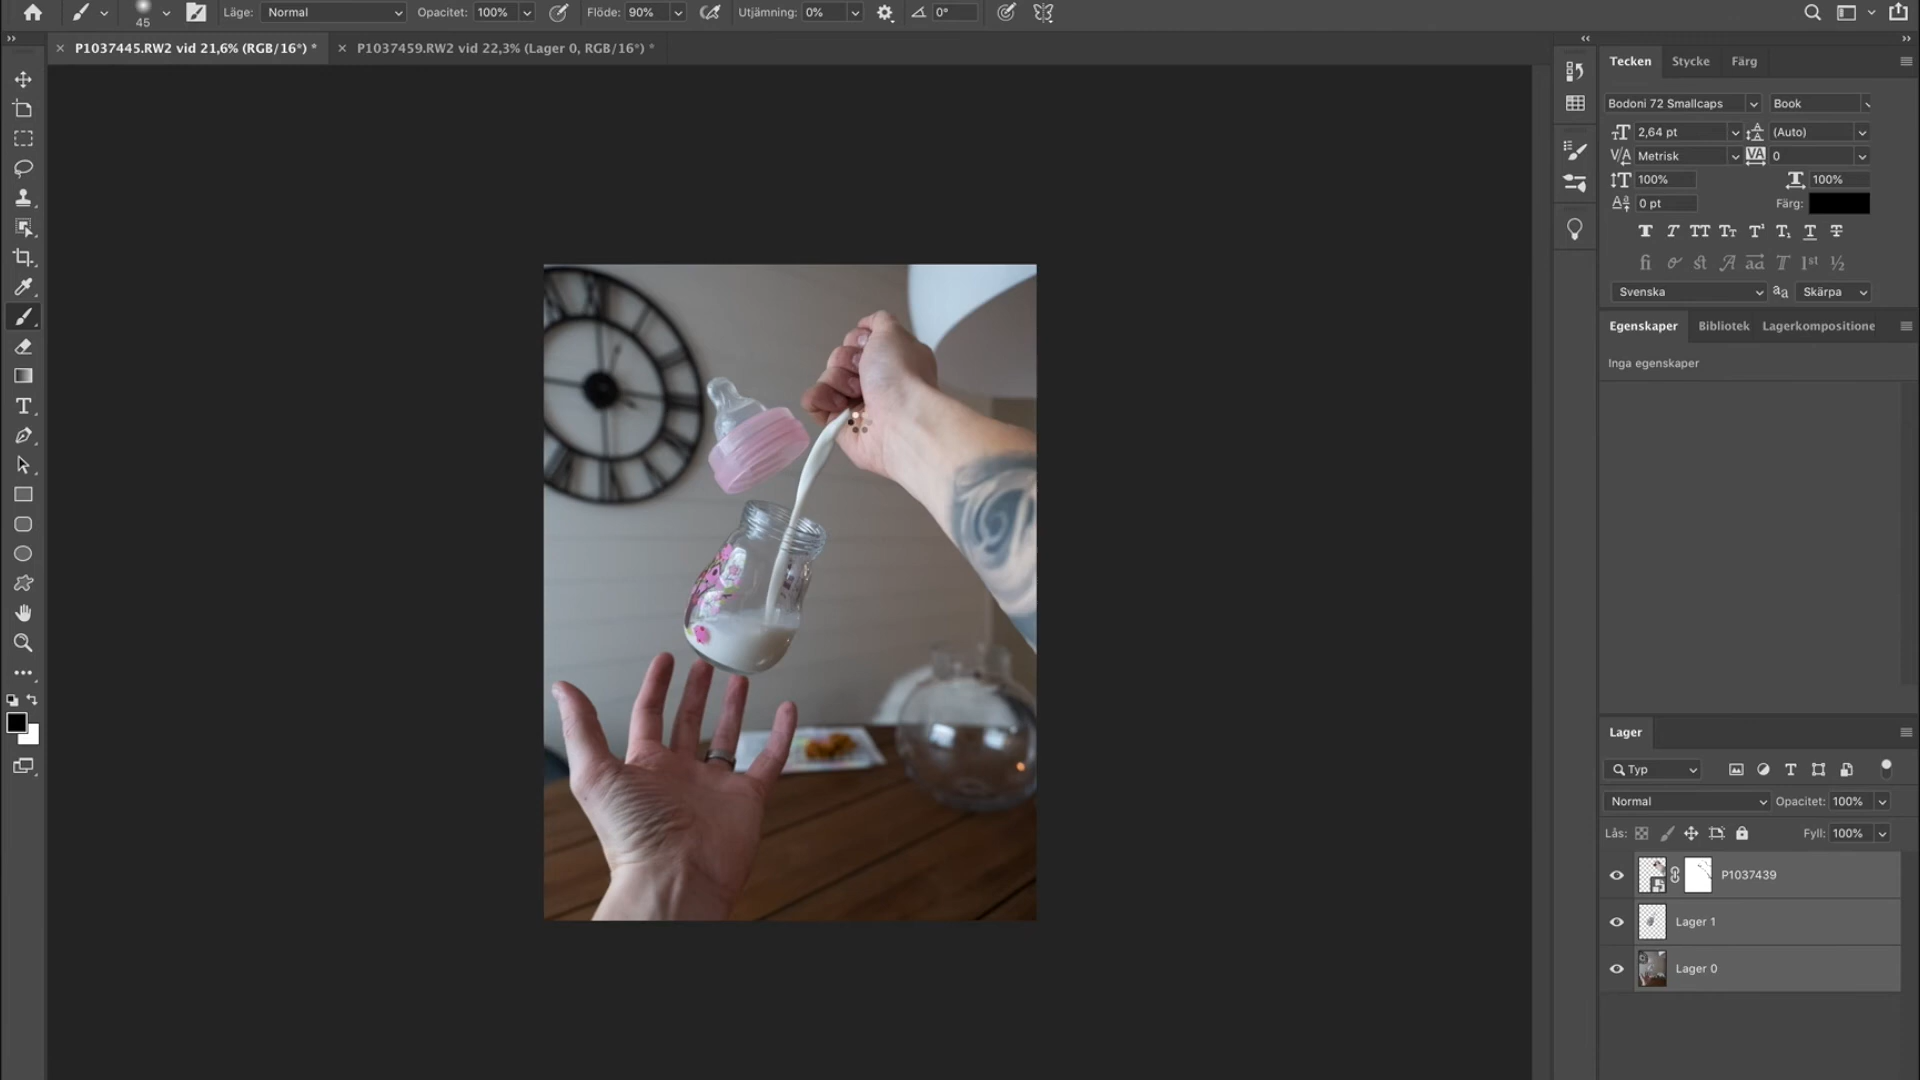 45
Läge: Normal
Opacitet: 100%
Flöde: 90%
Utjämning: 0%
0°
P1037445.RW2 vid 21,6% (RGB/16*) *
P1037459.RW2 vid 22,3% (Lager 0, RGB/16*) *
Tecken
Stycke
Färg
Bodoni 72 Smallcaps
Book
2,64 pt
(Auto)
Metrisk
0
100%
100%
0 pt
Färg:
Svenska
Skärpa
Egenskaper
Bibliotek
Lagerkompositione
Inga egenskaper
Lager
Typ
Normal
Opacitet: 100%
Lås:
Fyll: 100%
P1037439
Lager 1
Lager 0